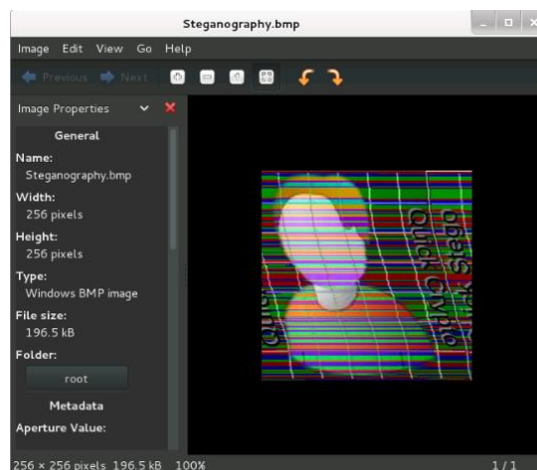 Steganography.bmp
Image Edit View Go Help
Previous Next
Image Properties
General
Name:
Steganography.bmp
Width:
256 pixels
Height:
256 pixels
Type:
Windows BMP image
File size:
196.5 kB
Folder:
root
Metadata
Aperture Value:
Quick Crypto
Quick Stego
256 × 256 pixels 196.5 kB 100%
1 / 1